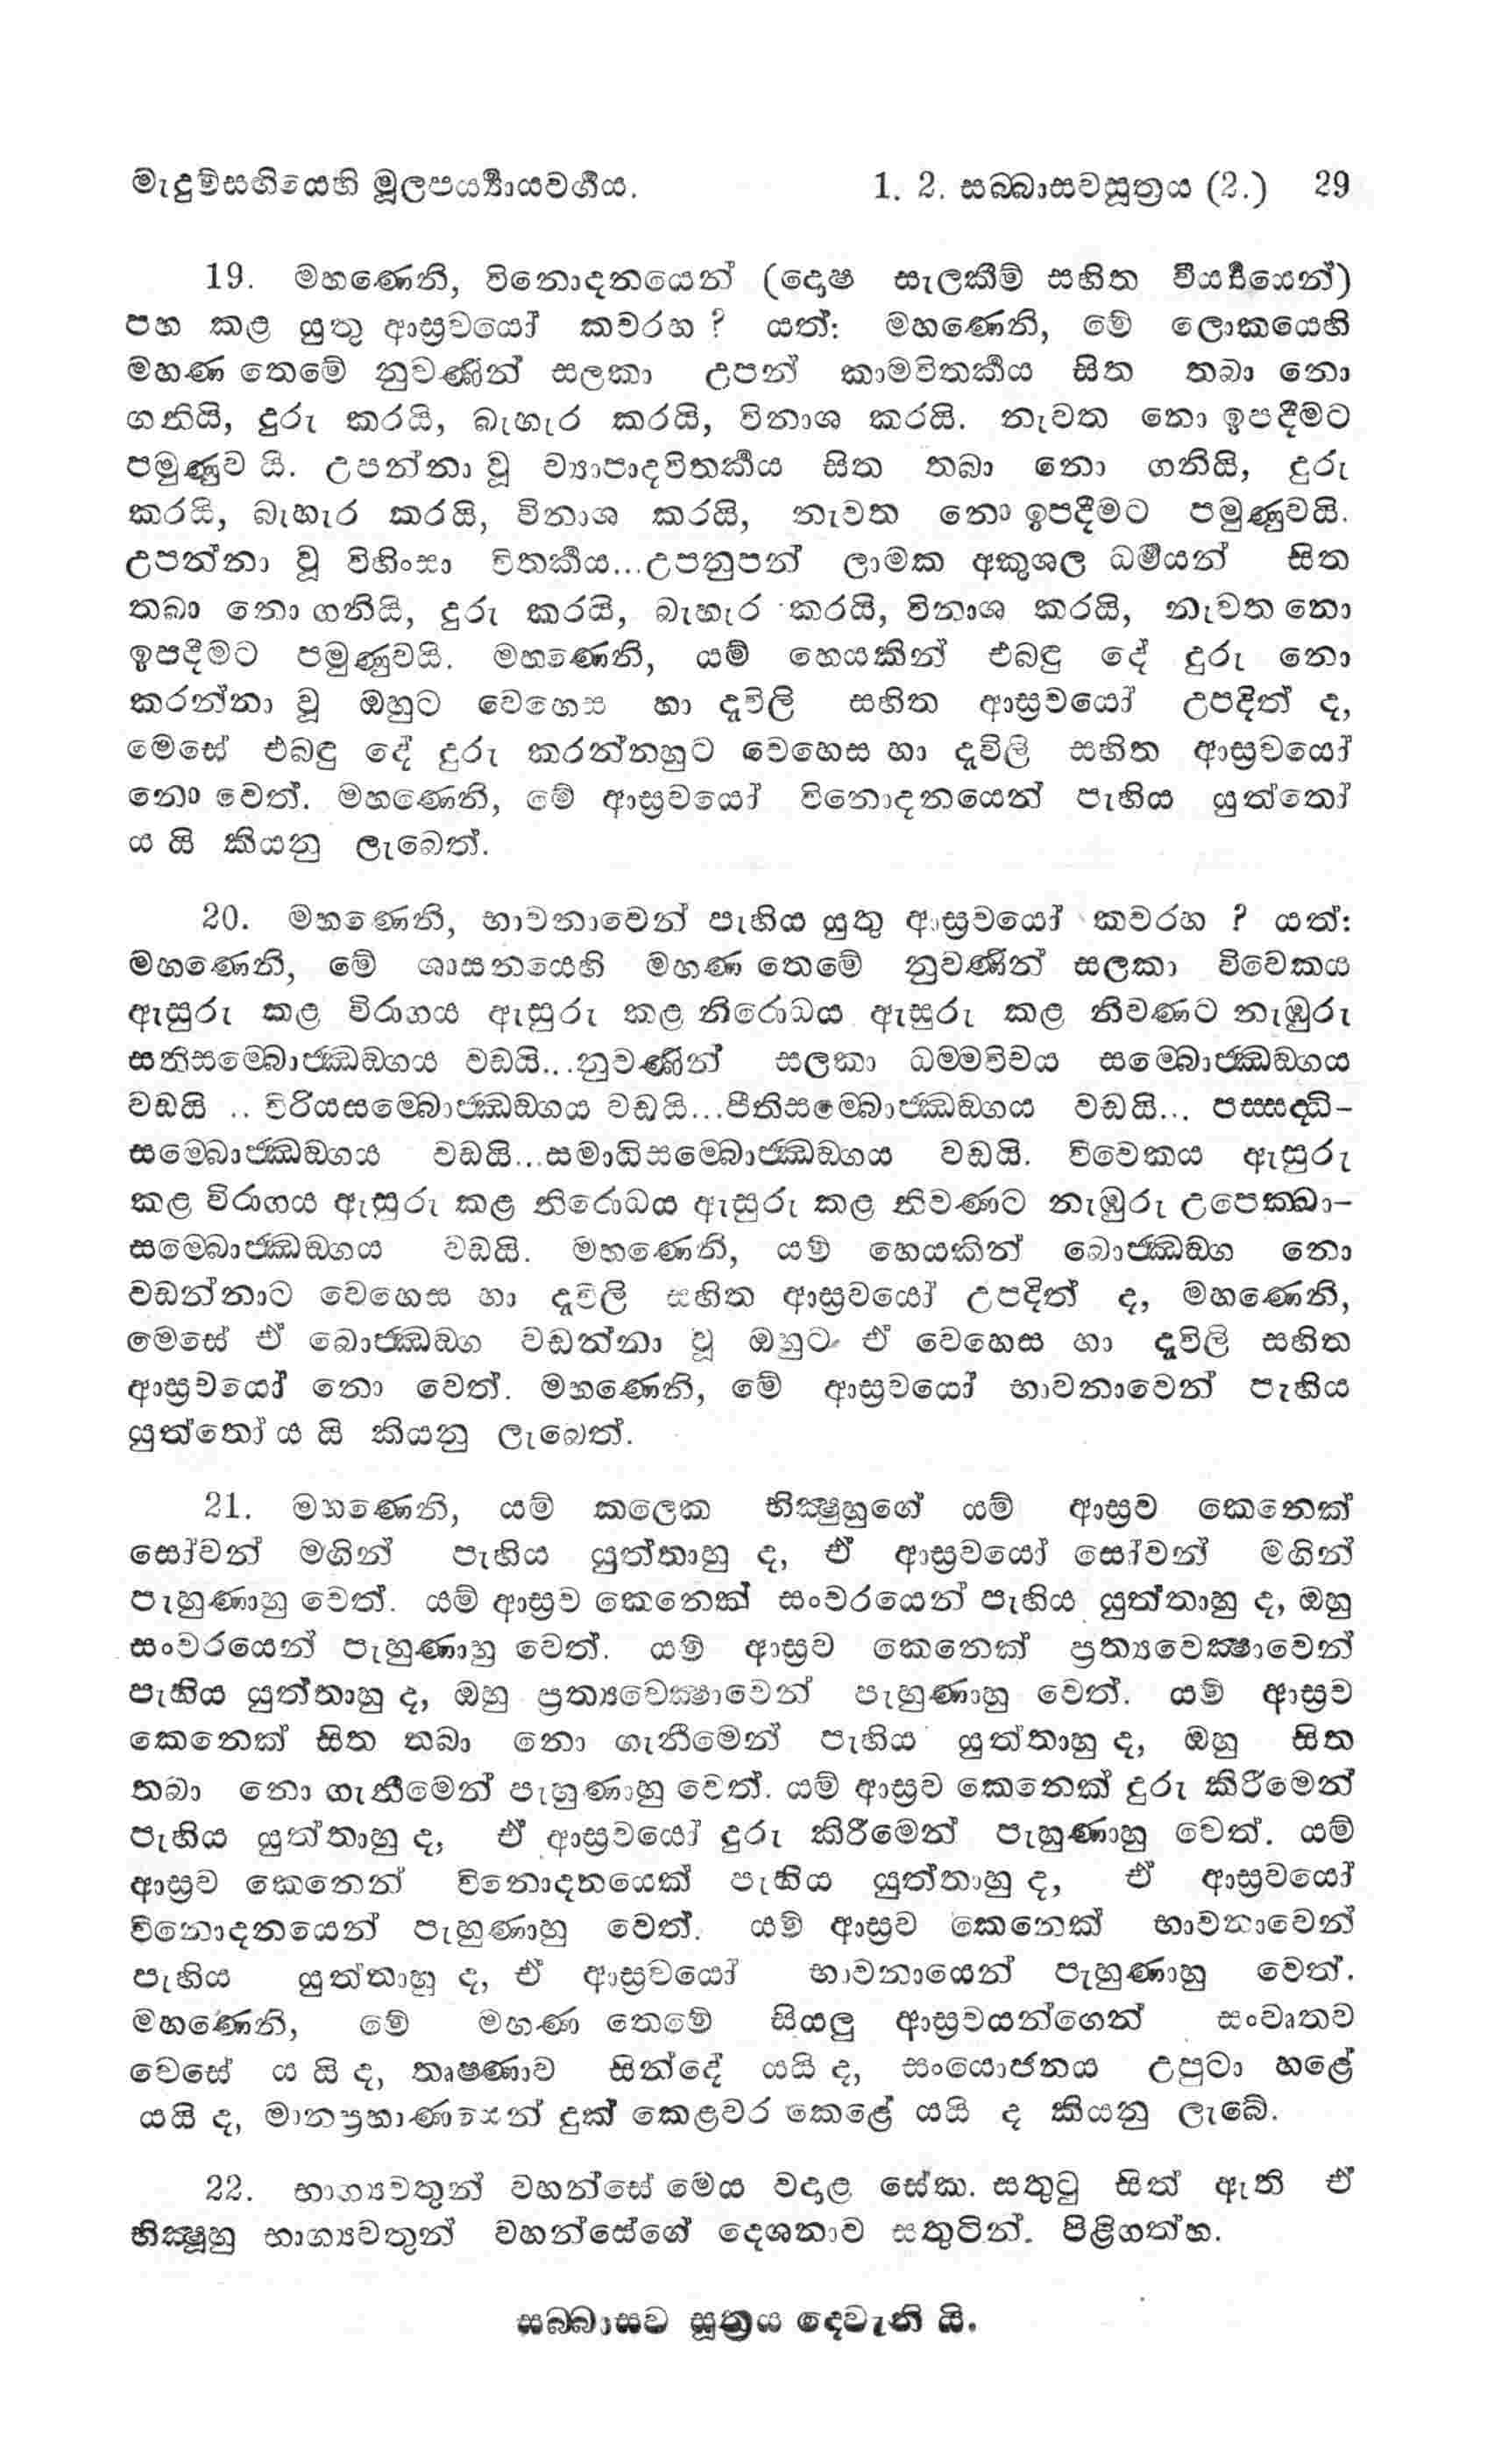 මැදුම්සඟියෙහි මූලපර්‍ය්‍යායවර්‍ගය. 1. 2. සබ්බාසවසූත්‍රය (2.) 29
19. මහණෙනි, විනොදනයෙන් (දොෂ සැලකීම් සහිත වීර්‍ය්‍යයෙන්)
පහ කළ යුතු ආස්‍රවයෝ කවරහ ? යත්: මහණෙනි, මේ ලොකයෙහි
මහණ තෙමේ නුවණින් සලකා උපන් කාමවිතර්‍කය සිත තබා නො
ගනියි, දුරු කරයි, බැහැර කරයි, විනාශ කරයි. නැවත නො ඉපදීමට
පමුණුව යි. උපන්නා වූ ව්‍යාපාදවිතර්‍කය සිත තබා නො ගනියි, දුරු
කරයි, බැහැර කරයි, විනාශ කරයි, නැවත නො ඉපදීමට පමුණුවයි.
උපන්නා වූ විහිංසා විතර්‍කය...උපනුපන් ලාමක අකුශල ධර්‍මයන් සිත
තබා නො ගනියි, දුරු කරයි, බැහැර කරයි, විනාශ කරයි, නැවත නො
ඉපදීමට පමුණුවයි. මහණෙනි, යම් හෙයකින් එබඳු දේ දුරු නො
කරන්නා වූ ඔහුට වෙහෙස හා දැවිලි සහිත ආස්‍රවයෝ උපදිත් ද,
මෙසේ එබඳු දේ දුරු කරන්නහුට වෙහෙස හා දැවිලි සහිත ආස්‍රවයෝ
නො වෙත්. මහණෙනි, මේ ආස්‍රවයෝ විනොදනයෙන් පැහිය යුත්තෝ
ය යි කියනු ලැබෙත්.
20. මහණෙනි, භාවනාවෙන් පැහිය යුතු ආස්‍රවයෝ කවරහ ? යත්:
මහණෙනි, මේ ශාසනයෙහි මහණ තෙමේ නුවණින් සලකා විවෙකය
ඇසුරු කළ විරාගය ඇසුරු කළ නිරොධය ඇසුරු කළ නිවණට නැඹුරු
සතිසම්බොජ්ඣඞ්ගය වඩයි...නුවණින් සලකා ධම්මවිචය සම්බොජ්ඣඞ්ගය
වඩයි .. විරියසම්බොජ්ඣඞ්ගය වඩයි...පීතිසම්බොජ්ඣඞ්ගය වඩයි... පස්සද්ධි-
සම්බොජ්ඣඞ්ගය වඩයි...සමාධිසම්බොජ්ඣඞ්ගය වඩයි. විවෙකය ඇසුරු
කළ විරාගය ඇසුරු කළ නිරොධය ඇසුරු කළ නිවණට නැඹුරු උපෙක්ඛා-
සම්බොජ්ඣඞ්ගය වඩයි. මහණෙනි, යම් හෙයකින් බොජ්ඣඞ්ග නො
වඩන්නාට වෙහෙස හා දැවිලි සහිත ආස්‍රවයෝ උපදිත් ද, මහණෙනි,
මෙසේ ඒ බොජ්ඣඞ්ග වඩන්නා වූ ඔහුට ඒ වෙහෙස හා දැවිලි සහිත
ආස්‍රවයෝ නො වෙත්. මහණෙනි, මේ ආස්‍රවයෝ භාවනාවෙන් පැහිය
යුත්තෝ ය යි කියනු ලැබෙත්.
21. මහණෙනි, යම් කලෙක භික්‍ෂුහුගේ යම් ආස්‍රව කෙනෙක්
සෝවන් මගින් පැහිය යුත්තාහු ද, ඒ ආස්‍රවයෝ සෝවන් මගින්
පැහුණාහු වෙත්. යම් ආස්‍රව කෙනෙක් සංවරයෙන් පැහිය යුත්තාහු ද, ඔහු
සංවරයෙන් පැහුණාහු වෙත්. යම් ආස්‍රව කෙනෙක් ප්‍රත්‍යවෙක්‍ෂාවෙන්
පැහිය යුත්තාහු ද, ඔහු ප්‍රත්‍යවෙක්‍ෂාවෙන් පැහුණාහු වෙත්. යම් ආස්‍රව
කෙනෙක් සිත තබා නො ගැනීමෙන් පැහිය යුත්තාහු ද, ඔහු සිත
තබා නො ගැනීමෙන් පැහුණාහු වෙත්. යම් ආස්‍රව කෙනෙක් දුරු කිරීමෙන්
පැහිය යුත්තාහු ද, ඒ ආස්‍රවයෝ දුරු කිරීමෙන් පැහුණාහු වෙත්. යම්
ආස්‍රව කෙනෙන් විනොදනයෙක් පැහිය යුත්තාහු ද, ඒ ආස්‍රවයෝ
විනොදනයෙන් පැහුණාහු වෙත්. යම් ආස්‍රව කෙනෙක් භාවනාවෙන්
පැහිය යුත්තාහු ද, ඒ ආස්‍රවයෝ භාවනායෙන් පැහුණාහු වෙත්.
මහණෙනි, මේ මහණ තෙමේ සියලු ආස්‍රවයන්ගෙන් සංවෘතව
වෙසේ ය යි ද, තෘෂ්ණාව සින්දේ යයි ද, සංයොජනය උපුටා හළේ
යයි ද, මානප්‍රහාණයෙන් දුක් කෙළවර කෙළේ යයි ද කියනු ලැබේ.
22. භාග්‍යවතුන් වහන්සේ මෙය වදාළ සේක. සතුටු සිත් ඇති ඒ
භික්‍ෂූහු භාග්‍යවතුන් වහන්සේගේ දෙශනාව සතුටින්. පිළිගත්හ.
සබ්බාසව සූත්‍රය දෙවැනි යි.